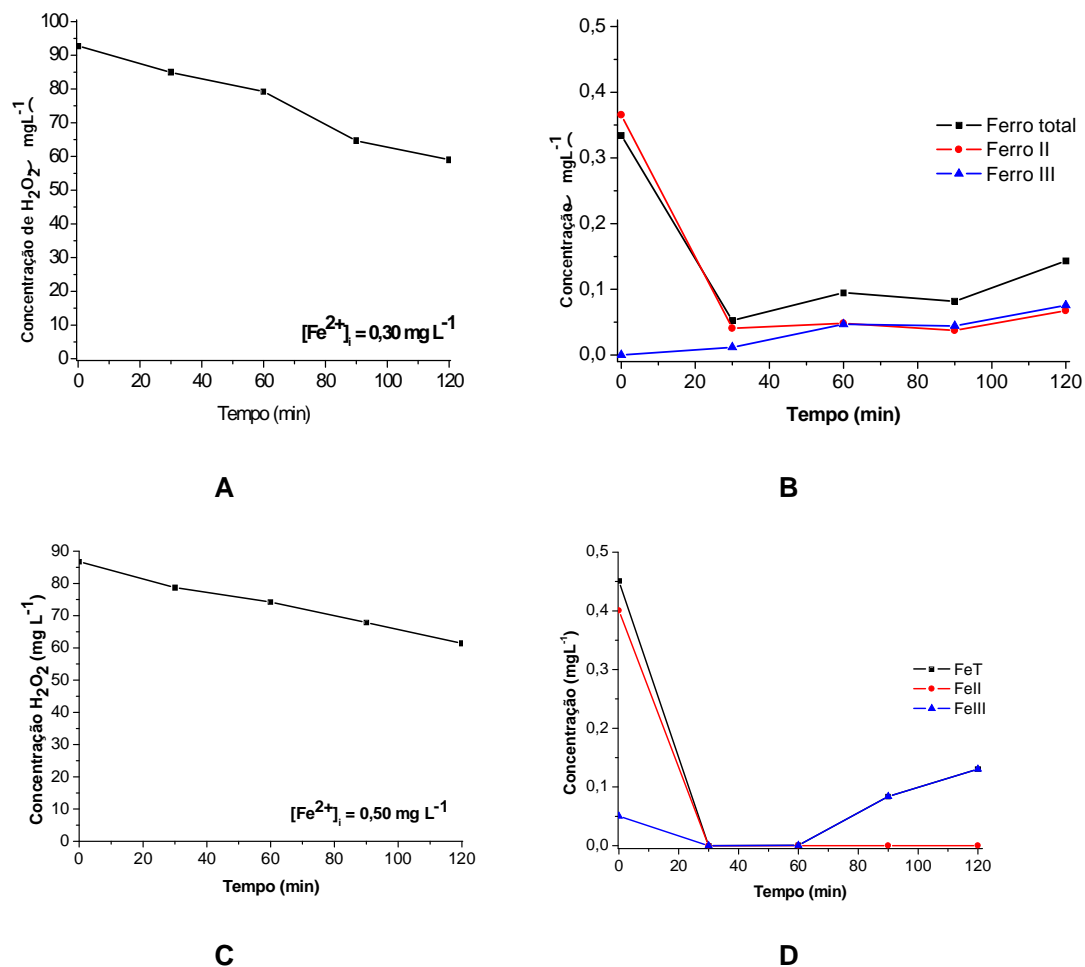 Concentração de H2O2 mgL-1
100
90
80
70
60
50
40
30
20
10
0
[Fe2+]i = 0,30 mg L-1
0 20 40 60 80 100 120
Tempo (min)
A
Concentração mgL-1
0,5
0,4
0,3
0,2
0,1
0,0
Ferro total
Ferro II
Ferro III
0 20 40 60 80 100 120
Tempo (min)
B
Concentração H2O2 (mg L-1)
90
80
70
60
50
40
30
20
10
0
[Fe2+]i = 0,50 mg L-1
0 20 40 60 80 100 120
Tempo (min)
C
Concentração (mgL-1)
0,5
0,4
0,3
0,2
0,1
0,0
FeT
FeII
FeIII
0 20 40 60 80 100 120
Tempo (min)
D